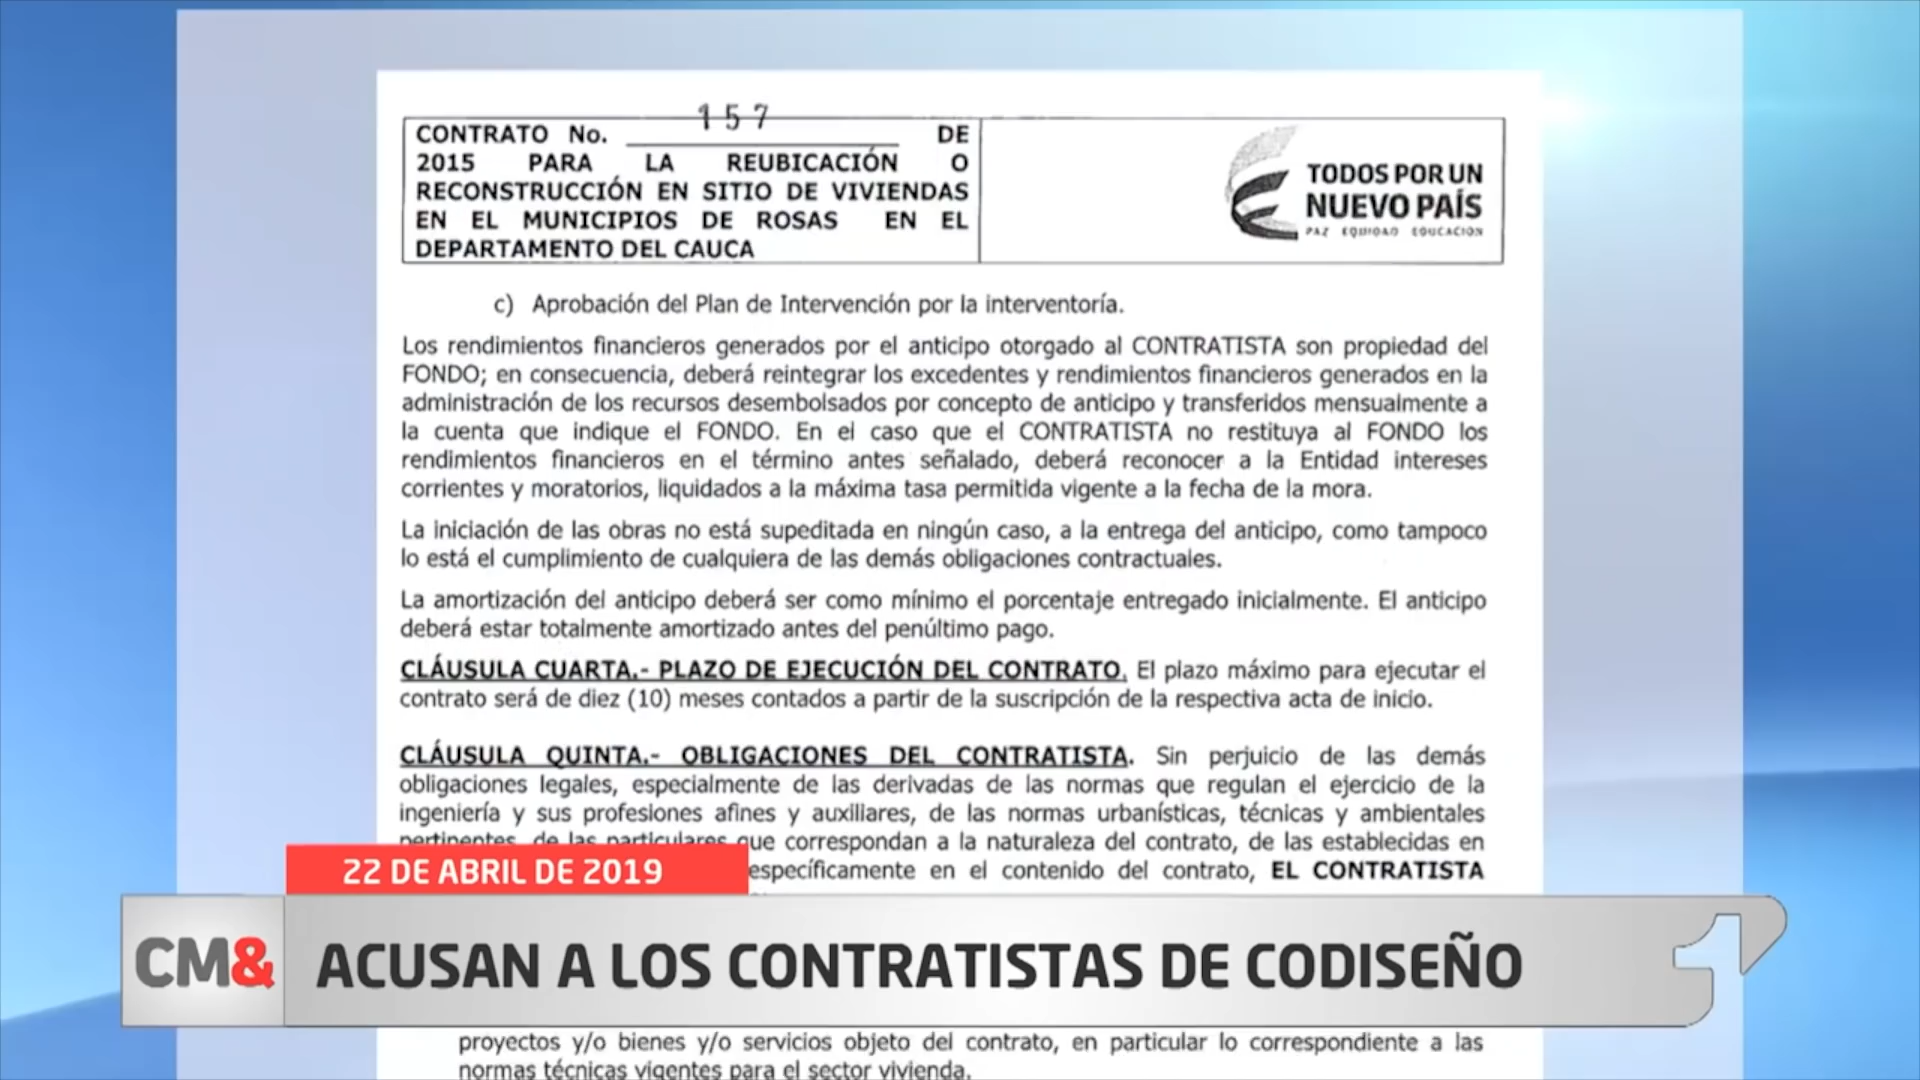 157
CONTRATO No. DE
2015 PARA LA REUBICACIÓN O
RECONSTRUCCIÓN EN SITIO DE VIVIENDAS
EN EL MUNICIPIOS DE ROSAS EN EL
DEPARTAMENTO DEL CAUCA
TODOS POR UN
NUEVO PAÍS
PAZ EQUIDAD EDUCACIÓN
c) Aprobación del Plan de Intervención por la interventoría.
Los rendimientos financieros generados por el anticipo otorgado al CONTRATISTA son propiedad del
FONDO; en consecuencia, deberá reintegrar los excedentes y rendimientos financieros generados en la
administración de los recursos desembolsados por concepto de anticipo y transferidos mensualmente a
la cuenta que indique el FONDO. En el caso que el CONTRATISTA no restituya al FONDO los
rendimientos financieros en el término antes señalado, deberá reconocer a la Entidad intereses
corrientes y moratorios, liquidados a la máxima tasa permitida vigente a la fecha de la mora.
La iniciación de las obras no está supeditada en ningún caso, a la entrega del anticipo, como tampoco
lo está el cumplimiento de cualquiera de las demás obligaciones contractuales.
La amortización del anticipo deberá ser como mínimo el porcentaje entregado inicialmente. El anticipo
deberá estar totalmente amortizado antes del penúltimo pago.
CLÁUSULA CUARTA.- PLAZO DE EJECUCIÓN DEL CONTRATO. El plazo máximo para ejecutar el
contrato será de diez (10) meses contados a partir de la suscripción de la respectiva acta de inicio.
CLÁUSULA QUINTA.- OBLIGACIONES DEL CONTRATISTA. Sin perjuicio de las demás
obligaciones legales, especialmente de las derivadas de las normas que regulan el ejercicio de la
ingeniería y sus profesiones afines y auxiliares, de las normas urbanísticas, técnicas y ambientales
pertinentes, de las particulares que correspondan a la naturaleza del contrato, de las establecidas en
específicamente en el contenido del contrato, EL CONTRATISTA
22 DE ABRIL DE 2019
CM& ACUSAN A LOS CONTRATISTAS DE CODISEÑO 1
proyectos y/o bienes y/o servicios objeto del contrato, en particular lo correspondiente a las
normas técnicas vigentes para el sector vivienda.